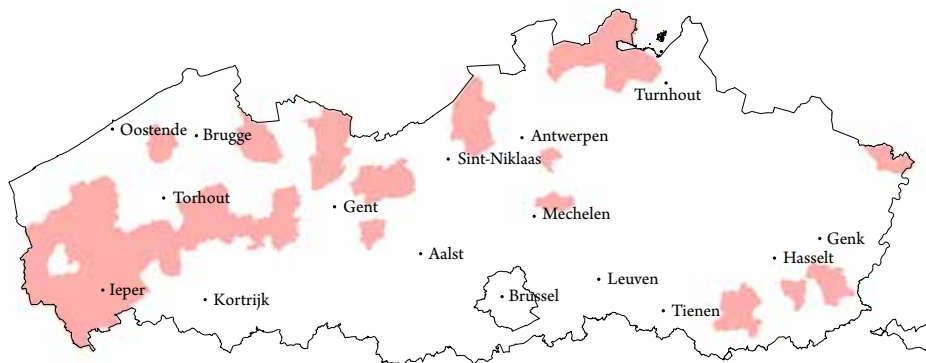 Turnhout
Oostende
Brugge
Antwerpen
Sint-Niklaas
Torhout
Gent
Mechelen
Genk
Aalst
Hasselt
Leuven
Ieper
Kortrijk
Brussel
Tienen